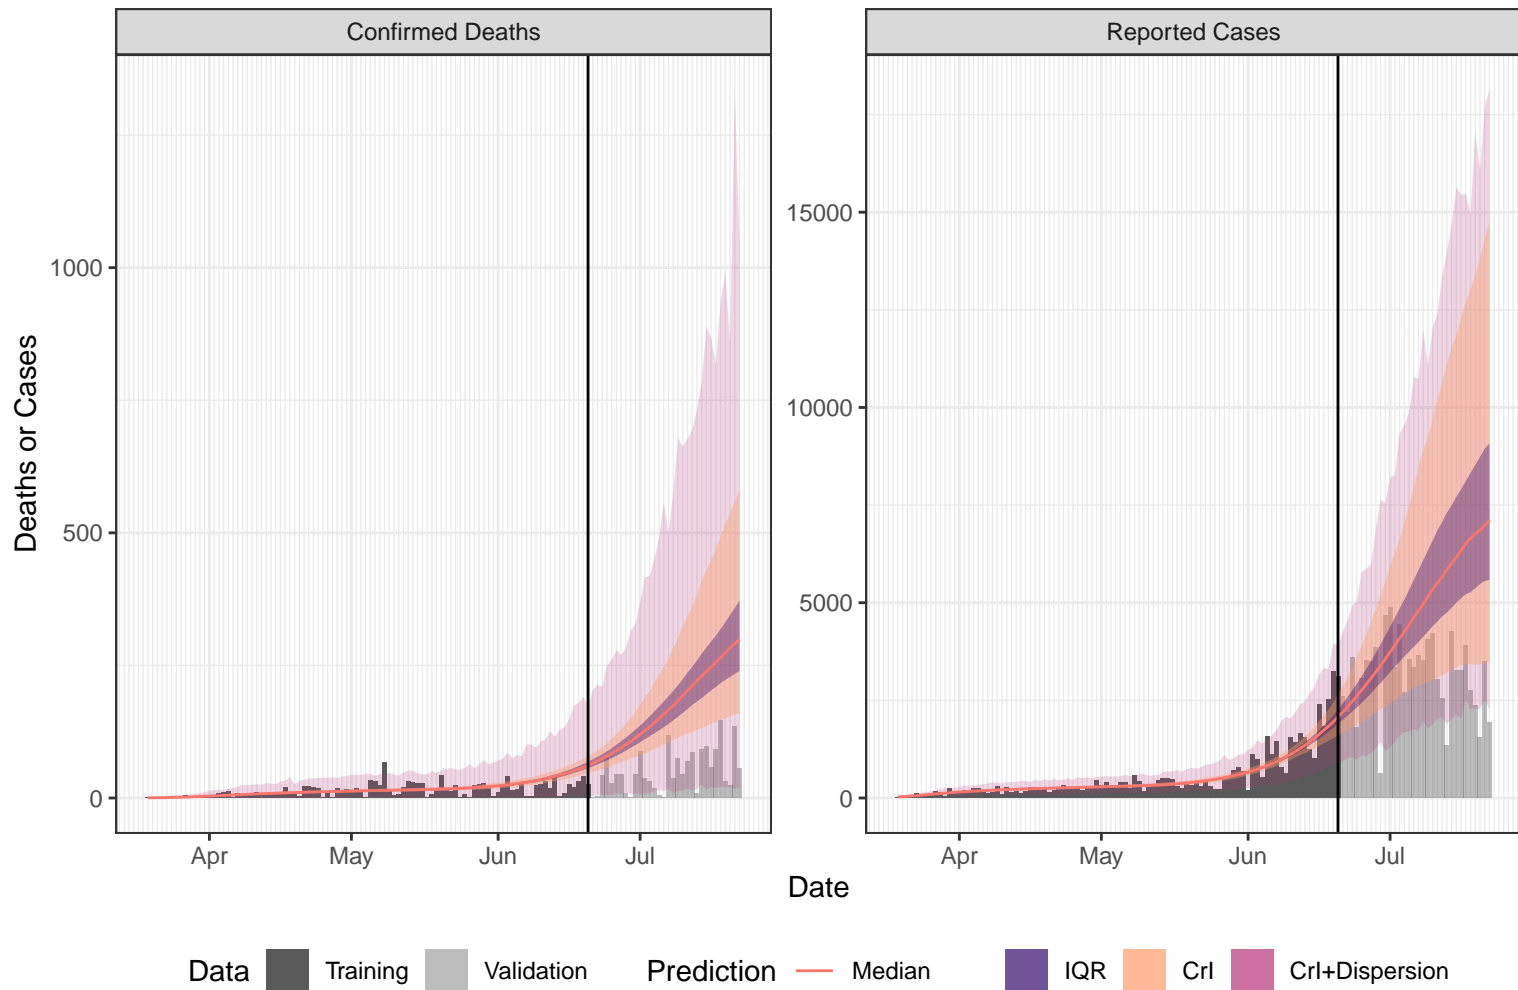 Confirmed Deaths
Reported Cases
Deaths or Cases
1000
500
0
15000
10000
5000
0
Apr May Jun Jul
Apr May Jun Jul
Date
Data Training Validation Prediction Median IQR CrI CrI+Dispersion